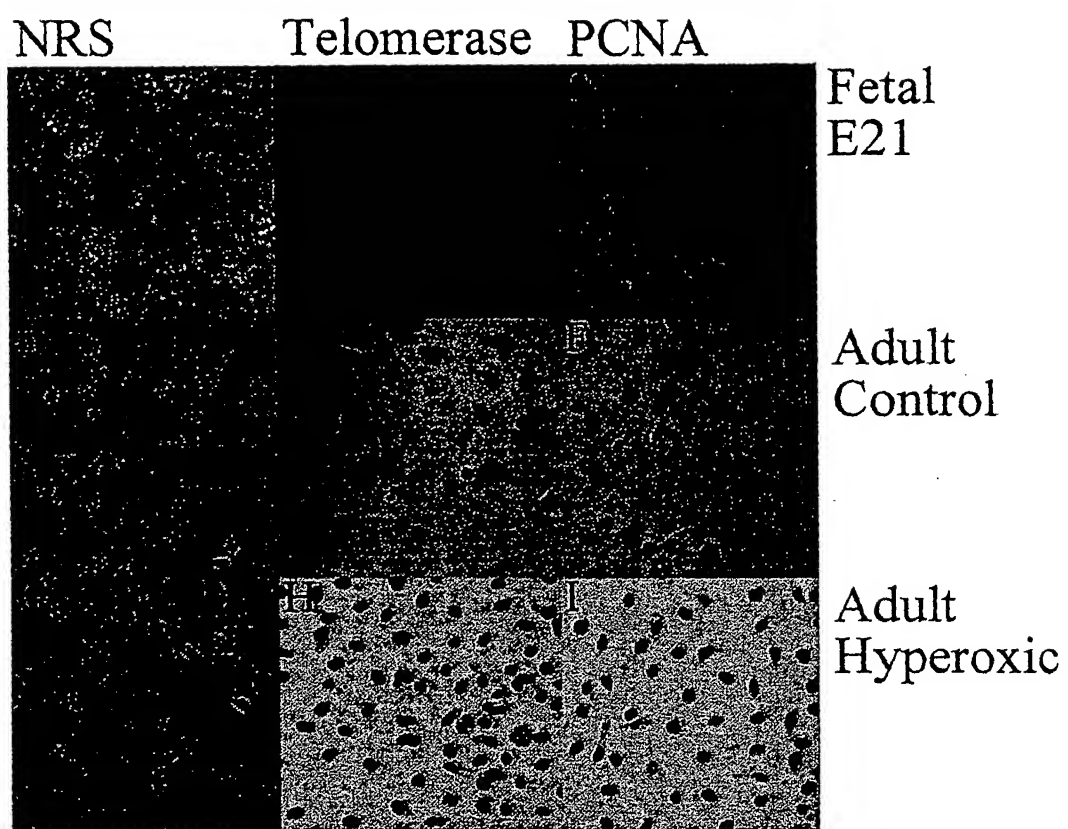 NRS Telomerase PCNA
Fetal
E21
F
Adult
Control
H I
Adult
Hyperoxic